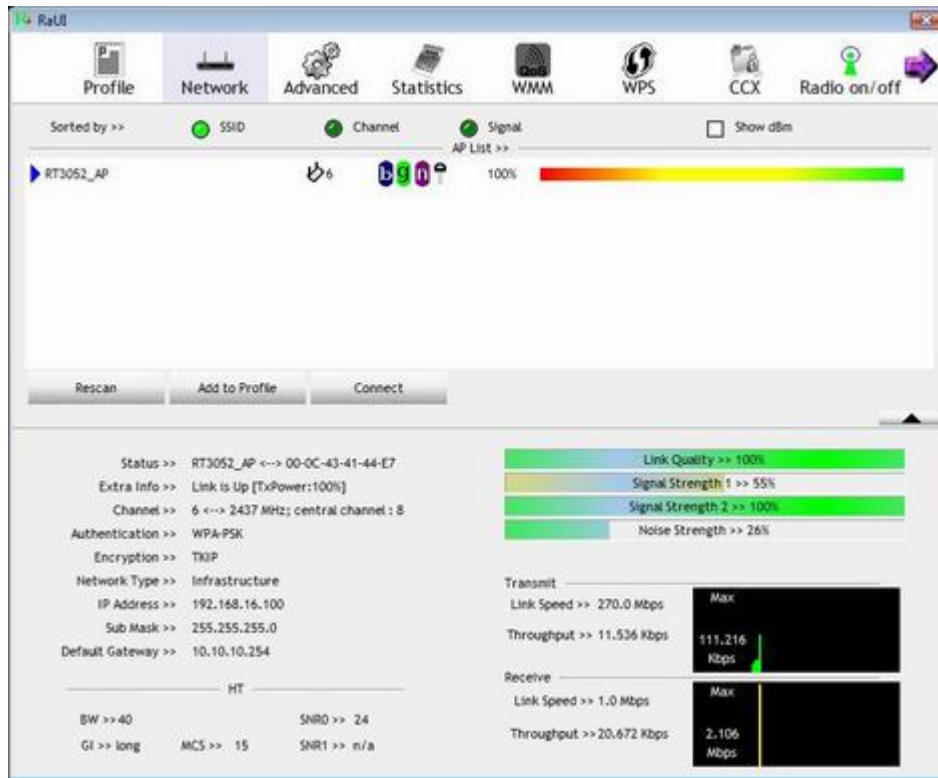 RaUI
Profile Network Advanced Statistics QoS WMM WPS CCX Radio on/off
Sorted by >> SSID Channel Signal Show dBm
AP List >>
RT3052_AP 6 b g n 100%
Rescan Add to Profile Connect
Status >> RT3052_AP <--> 00-0C-43-41-44-E7
Extra Info >> Link is Up [TxPower:100%]
Channel >> 6 <--> 2437 MHz; central channel : 8
Authentication >> WPA-PSK
Encryption >> TKIP
Network Type >> Infrastructure
IP Address >> 192.168.16.100
Sub Mask >> 255.255.255.0
Default Gateway >> 10.10.10.254
HT
BW >> 40 SNR0 >> 24
GI >> long MCS >> 15 SNR1 >> n/a
Link Quality >> 100%
Signal Strength 1 >> 55%
Signal Strength 2 >> 100%
Noise Strength >> 26%
Transmit
Link Speed >> 270.0 Mbps
Throughput >> 11.536 Kbps
Max
111.216
Kbps
Receive
Link Speed >> 1.0 Mbps
Throughput >> 20.672 Kbps
Max
2.106
Mbps